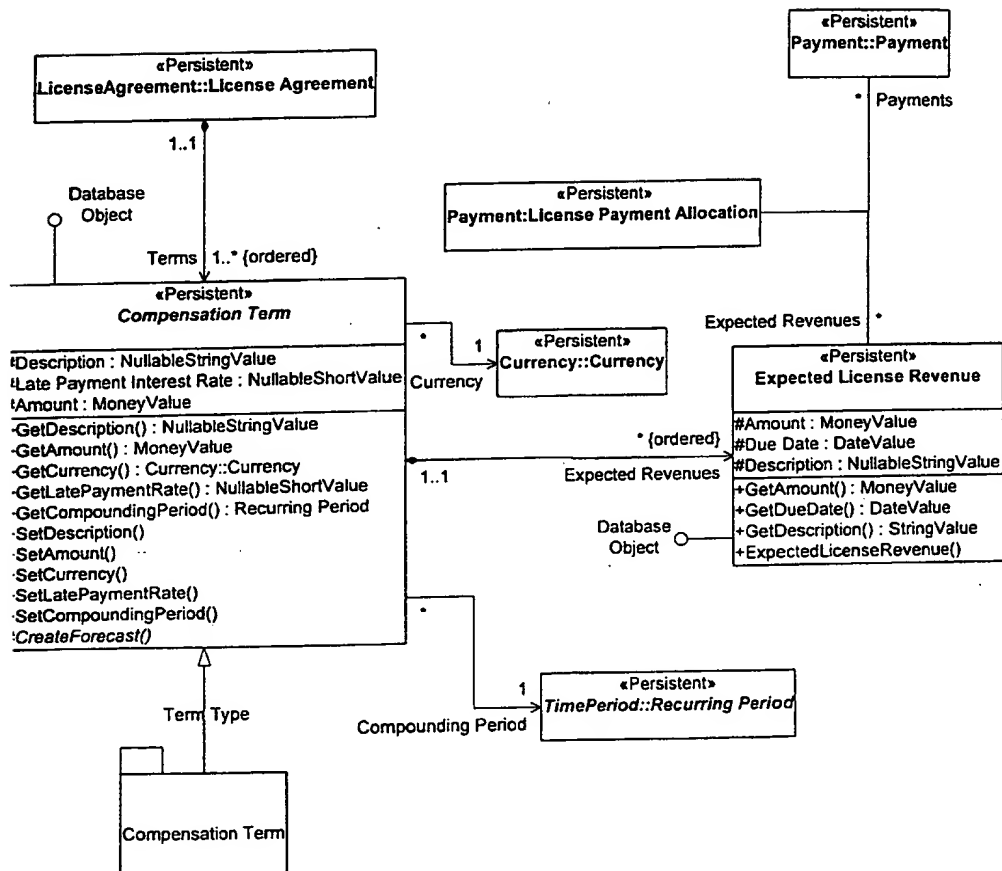 «Persistent»
Payment::Payment
«Persistent»
LicenseAgreement::License Agreement
* Payments
1..1
Database
Object
«Persistent»
Payment:License Payment Allocation
Terms 1..* {ordered}
«Persistent»
Compensation Term
Description : NullableStringValue
Late Payment Interest Rate : NullableShortValue
Amount : MoneyValue
-GetDescription() : NullableStringValue
-GetAmount() : MoneyValue
-GetCurrency() : Currency::Currency
-GetLatePaymentRate() : NullableShortValue
-GetCompoundingPeriod() : Recurring Period
-SetDescription()
-SetAmount()
-SetCurrency()
-SetLatePaymentRate()
-SetCompoundingPeriod()
CreateForecast()
*
1
Currency
«Persistent»
Currency::Currency
Expected Revenues *
«Persistent»
Expected License Revenue
#Amount : MoneyValue
#Due Date : DateValue
#Description : NullableStringValue
+GetAmount() : MoneyValue
+GetDueDate() : DateValue
+GetDescription() : StringValue
+ExpectedLicenseRevenue()
* {ordered}
1..1
Expected Revenues
Database
Object
*
1
Compounding Period
«Persistent»
TimePeriod::Recurring Period
Term Type
Compensation Term